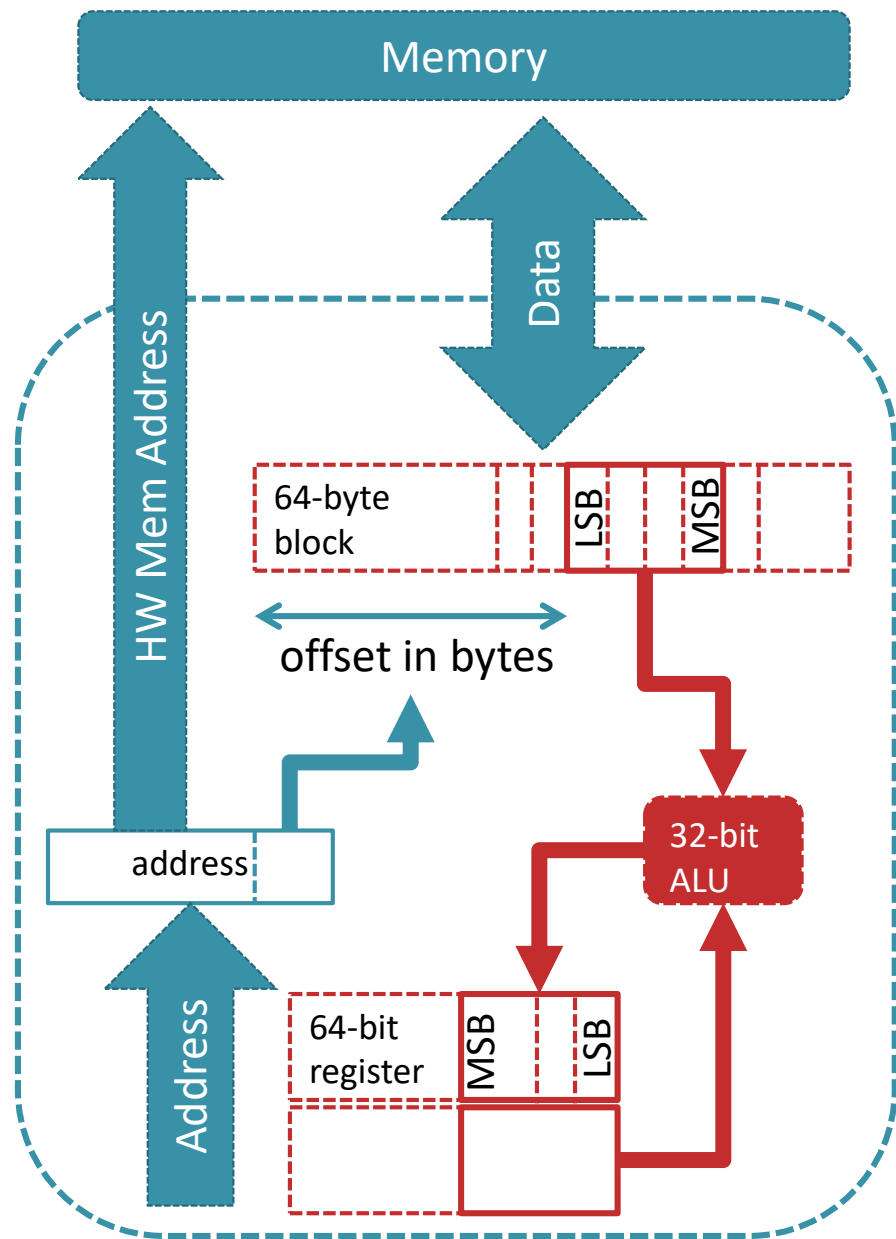 Memory
HW Mem Address
Data
64-byte
block
LSB
MSB
offset in bytes
address
32-bit
ALU
Address
64-bit
register
MSB
LSB